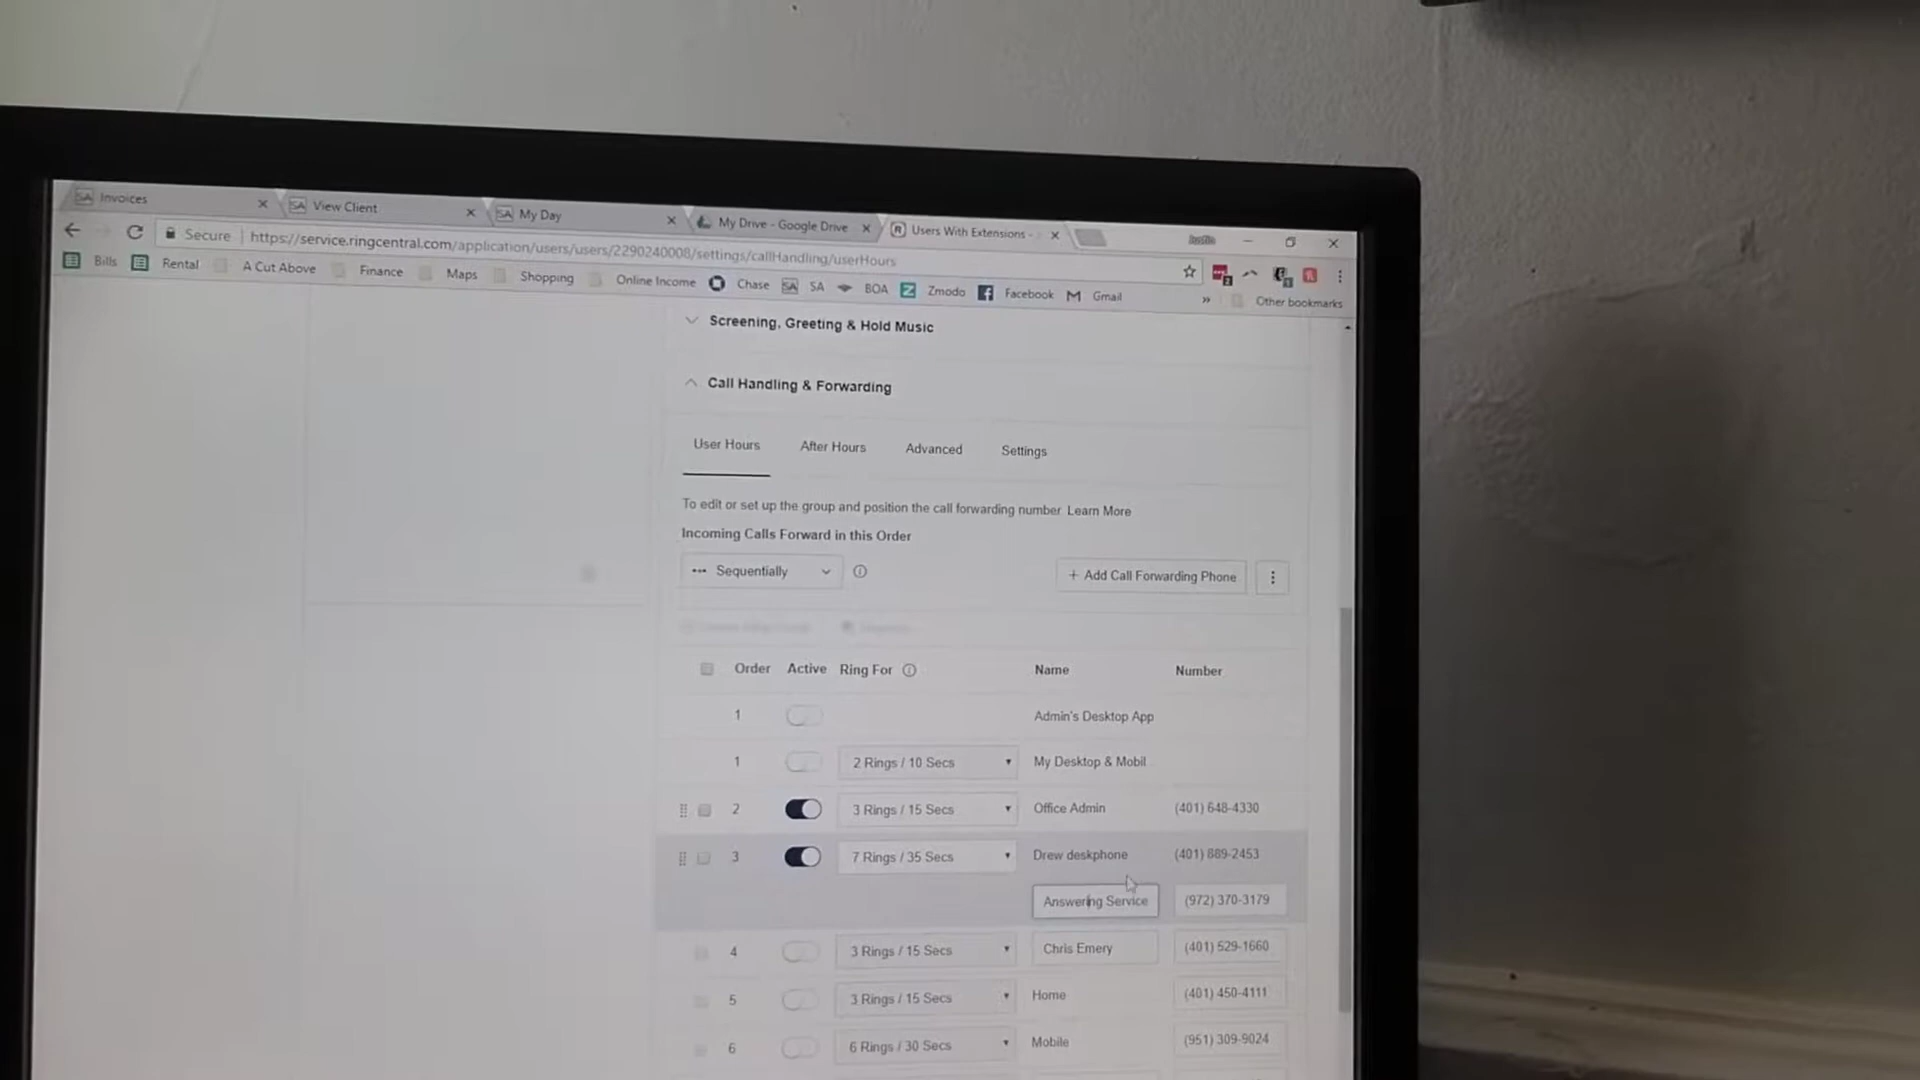 Invoices
View Client
My Day
My Drive - Google Drive
Users With Extensions -
Secure https://service.ringcentral.com/application/users/users/2290240008/settings/callHandling/userHours
Bills Rental A Cut Above Finance Maps Shopping Online Income Chase SA BOA Zmodo Facebook Gmail » Other bookmarks
Screening, Greeting & Hold Music
Call Handling & Forwarding
User Hours After Hours Advanced Settings
To edit or set up the group and position the call forwarding number Learn More
Incoming Calls Forward in this Order
Sequentially + Add Call Forwarding Phone
Order Active Ring For Name Number
1 Admin's Desktop App
1 2 Rings / 10 Secs My Desktop & Mobil
2 3 Rings / 15 Secs Office Admin (401) 648-4330
3 7 Rings / 35 Secs Drew deskphone (401) 889-2453
Answering Service (972) 370-3179
4 3 Rings / 15 Secs Chris Emery (401) 529-1660
5 3 Rings / 15 Secs Home (401) 450-4111
6 6 Rings / 30 Secs Mobile (951) 309-9024